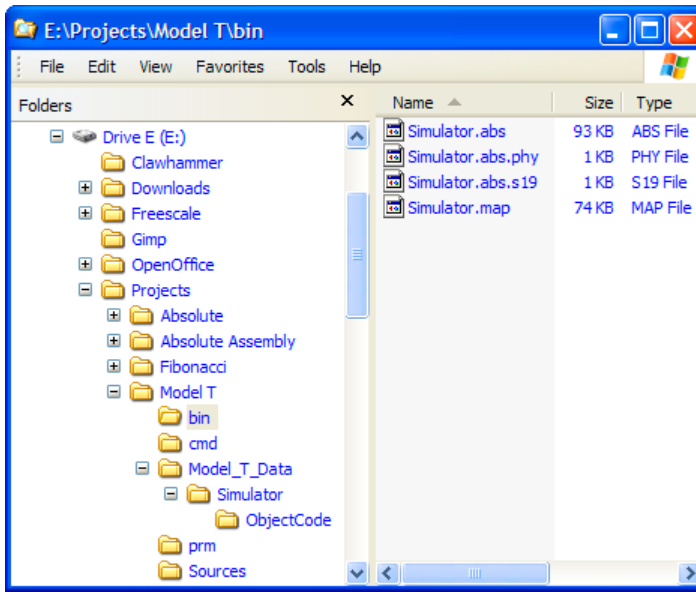 E:\Projects\Model T\bin
File Edit View Favorites Tools Help
Folders
Drive E (E:)
Clawhammer
Downloads
Freescale
Gimp
OpenOffice
Projects
Absolute
Absolute Assembly
Fibonacci
Model T
bin
cmd
Model_T_Data
Simulator
ObjectCode
prm
Sources
Name Size Type
Simulator.abs 93 KB ABS File
Simulator.abs.phy 1 KB PHY File
Simulator.abs.s19 1 KB S19 File
Simulator.map 74 KB MAP File